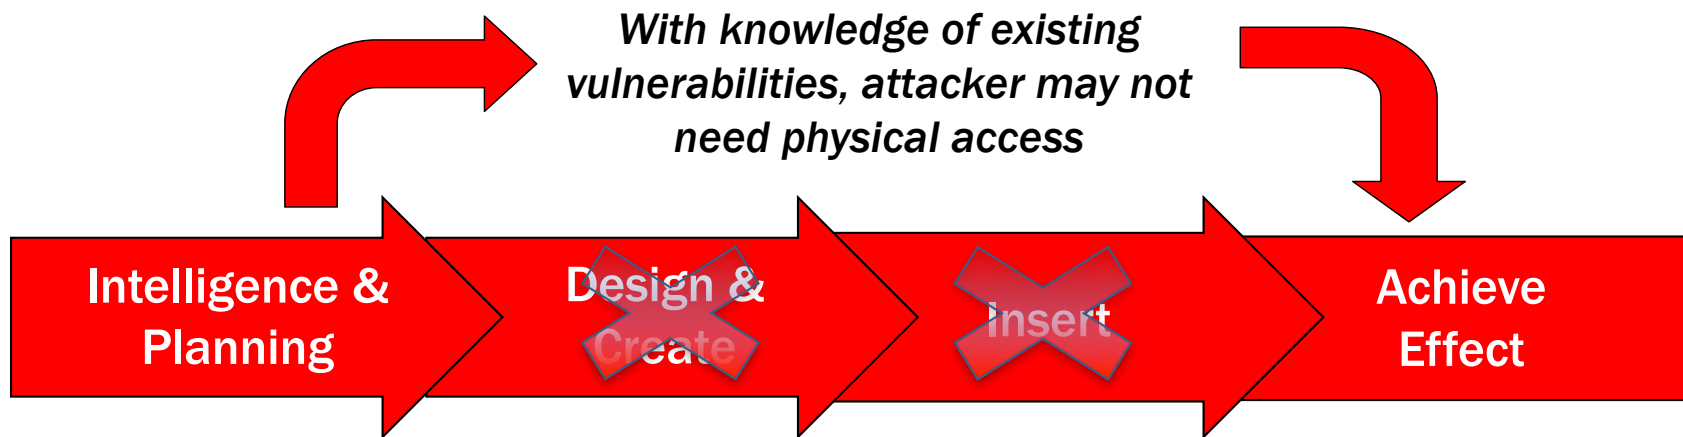 With knowledge of existing
vulnerabilities, attacker may not
need physical access
Intelligence &
Planning
Design &
Create
Insert
Achieve
Effect